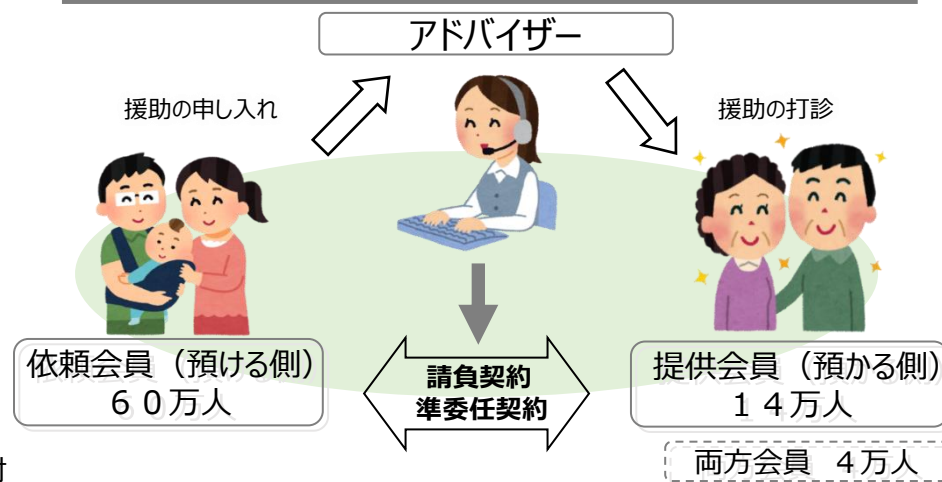 アドバイザー
援助の申し入れ
援助の打診
依頼会員（預ける側）
６０万人
請負契約
準委任契約
提供会員（預かる側）
１４万人
両方会員　４万人